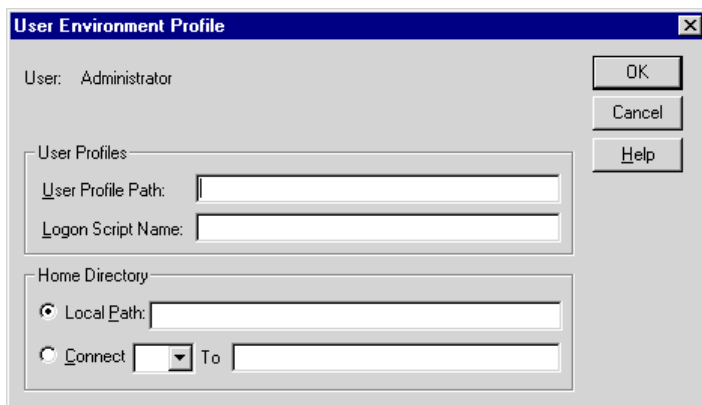 User Environment Profile
User: Administrator
OK
Cancel
Help
User Profiles
User Profile Path:
Logon Script Name:
Home Directory
Local Path:
Connect To